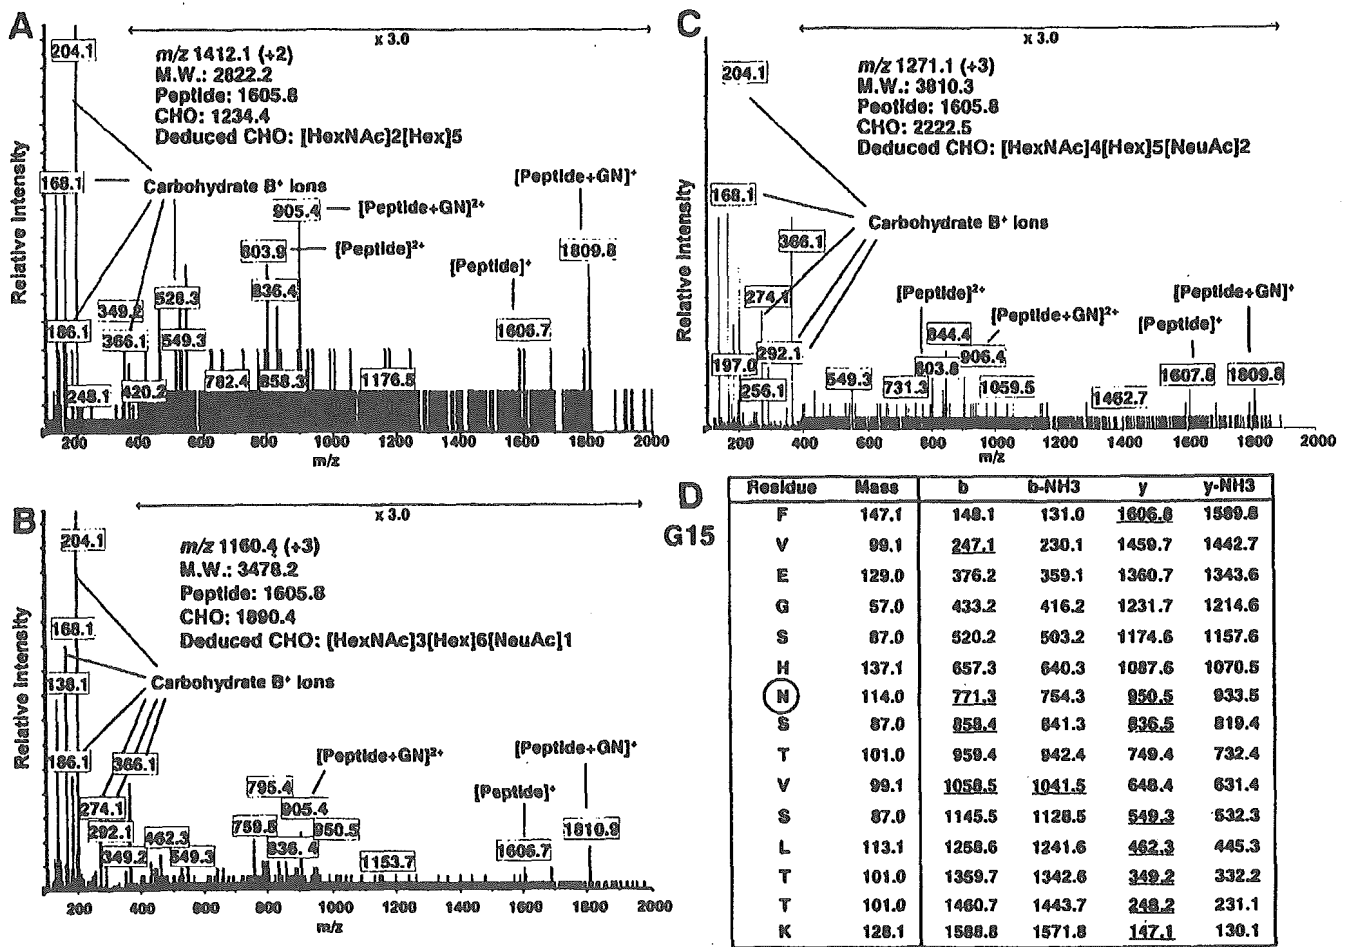 A
x 3.0
204.1
m/z 1412.1 (+2)
M.W.: 2822.2
Peptide: 1605.8
CHO: 1234.4
Deduced CHO: [HexNAc]2[Hex]5
168.1
Carbohydrate B+ Ions
[Peptide+GN]+
905.4
[Peptide+GN]2+
803.9
[Peptide]2+
1809.8
[Peptide]+
836.4
528.3
349.2
186.1
366.1
549.3
1606.7
782.4
858.3
1176.5
248.1
420.2
Relative Intensity
200 400 600 800 1000 1200 1400 1600 1800 2000
m/z
B
x 3.0
204.1
m/z 1160.4 (+3)
M.W.: 3478.2
Peptide: 1605.8
CHO: 1890.4
Deduced CHO: [HexNAc]3[Hex]6[NeuAc]1
168.1
138.1
Carbohydrate B+ Ions
186.1
366.1
[Peptide+GN]2+
[Peptide+GN]+
[Peptide]+
795.4
274.1
905.4
292.1
462.3
759.5
950.5
1810.9
349.2
549.3
836.4
1153.7
1606.7
Relative Intensity
200 400 600 800 1000 1200 1400 1600 1800 2000
m/z
C
x 3.0
204.1
m/z 1271.1 (+3)
M.W.: 3810.3
Peptide: 1605.8
CHO: 2222.5
Deduced CHO: [HexNAc]4[Hex]5[NeuAc]2
168.1
Carbohydrate B+ Ions
366.1
274.1
[Peptide]2+
[Peptide+GN]+
[Peptide+GN]2+
[Peptide]+
844.4
292.1
906.4
197.0
803.8
256.1
549.3
731.3
1059.5
1462.7
1607.8
1809.8
Relative Intensity
200 400 600 800 1000 1200 1400 1600 1800 2000
m/z
D
G15
Residue Mass b b-NH3 y y-NH3
F 147.1 148.1 131.0 1606.8 1589.8
V 99.1 247.1 230.1 1459.7 1442.7
E 129.0 376.2 359.1 1360.7 1343.6
G 57.0 433.2 416.2 1231.7 1214.6
S 87.0 520.2 503.2 1174.6 1157.6
H 137.1 657.3 640.3 1087.6 1070.5
N 114.0 771.3 754.3 950.5 933.5
S 87.0 858.4 841.3 836.5 819.4
T 101.0 959.4 942.4 749.4 732.4
V 99.1 1058.5 1041.5 648.4 631.4
S 87.0 1145.5 1128.5 549.3 532.3
L 113.1 1258.6 1241.6 462.3 445.3
T 101.0 1359.7 1342.6 349.2 332.2
T 101.0 1460.7 1443.7 248.2 231.1
K 128.1 1588.8 1571.8 147.1 130.1